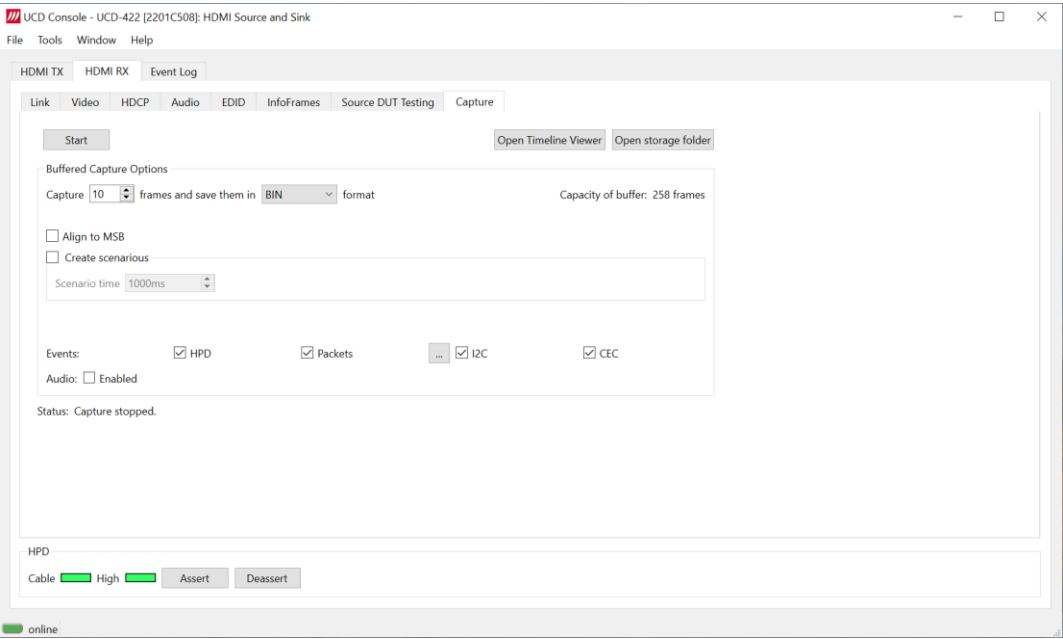 UCD Console - UCD-422 [2201C508]: HDMI Source and Sink
File Tools Window Help
HDMI TX HDMI RX Event Log
Link Video HDCP Audio EDID InfoFrames Source DUT Testing Capture
Start Open Timeline Viewer Open storage folder
Buffered Capture Options
Capture 10 frames and save them in BIN format Capacity of buffer: 258 frames
Align to MSB
Create scenarious
Scenario time 1000ms
Events: HPD Packets ... I2C CEC
Audio: Enabled
Status: Capture stopped.
HPD
Cable High Assert Deassert
online